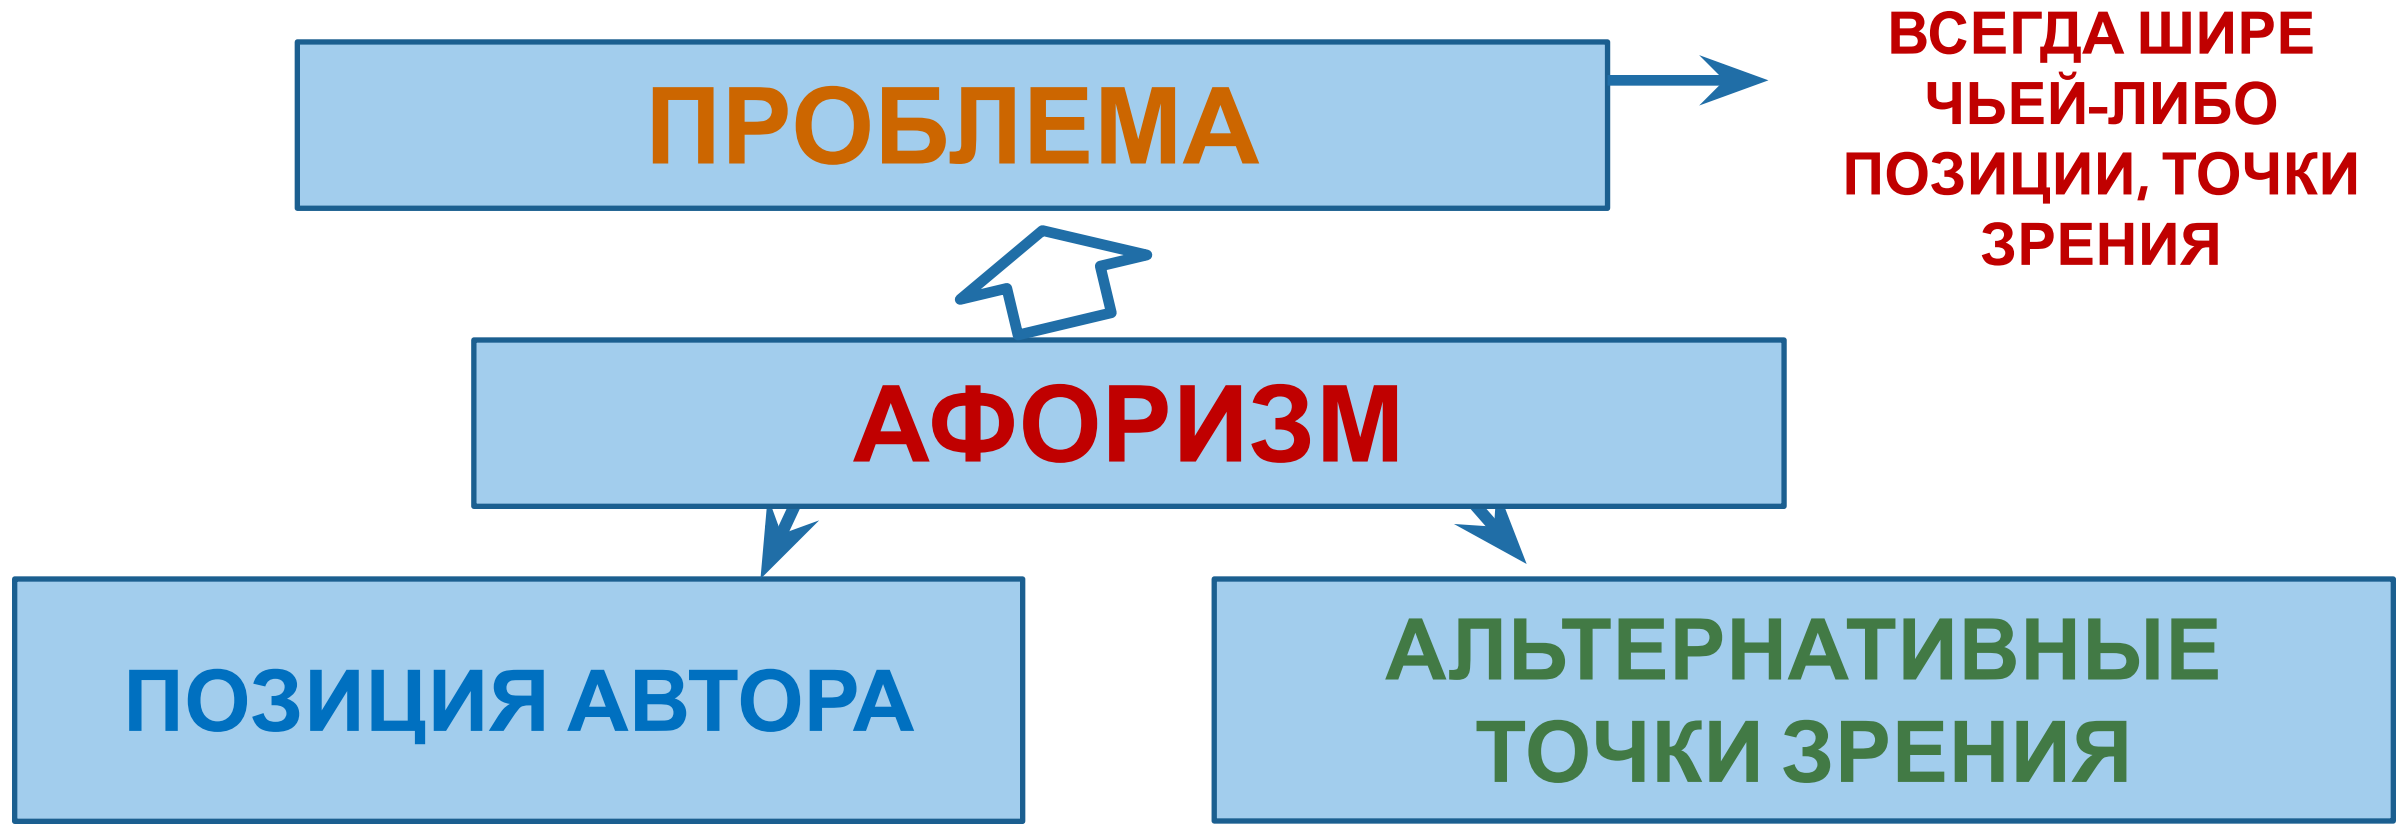 ПРОБЛЕМА
ВСЕГДА ШИРЕ
ЧЬЕЙ-ЛИБО
ПОЗИЦИИ, ТОЧКИ
ЗРЕНИЯ
АФОРИЗМ
ПОЗИЦИЯ АВТОРА
АЛЬТЕРНАТИВНЫЕ
ТОЧКИ ЗРЕНИЯ